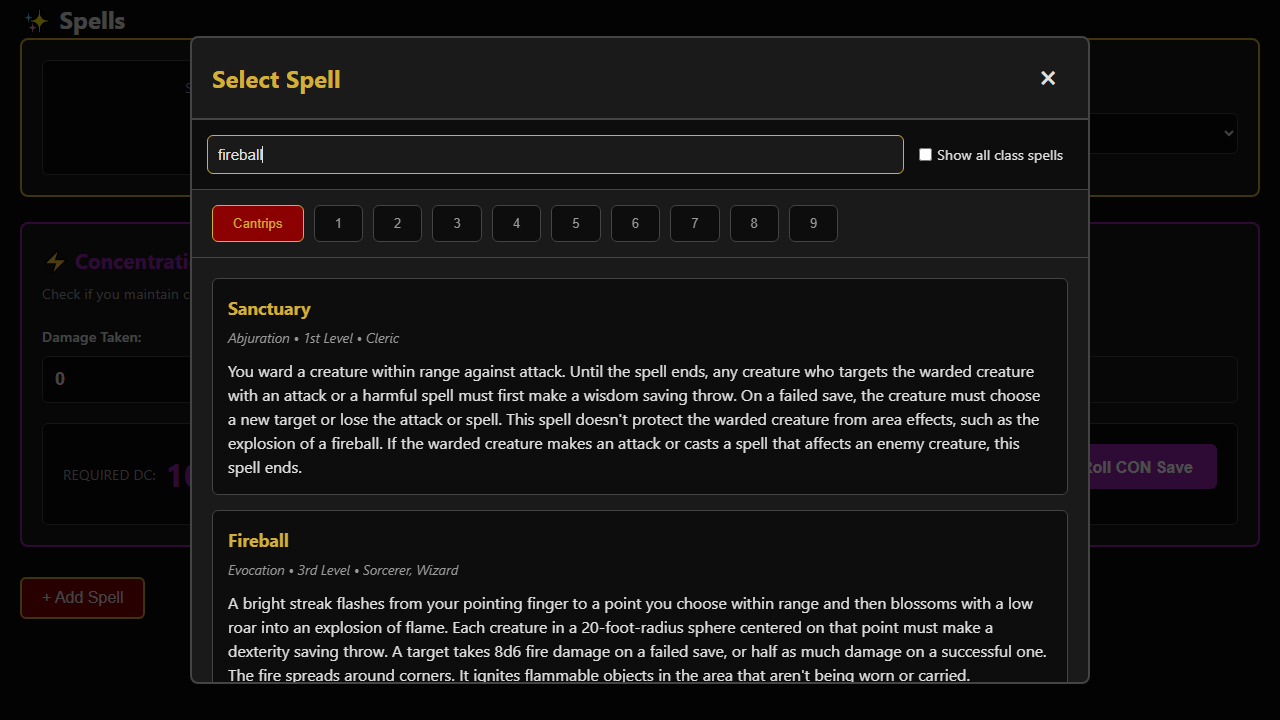 Spells
Select Spell
×
fireball
Show all class spells
Cantrips 1 2 3 4 5 6 7 8 9
Sanctuary
Abjuration • 1st Level • Cleric
You ward a creature within range against attack. Until the spell ends, any creature who targets the warded creature
with an attack or a harmful spell must first make a wisdom saving throw. On a failed save, the creature must choose
a new target or lose the attack or spell. This spell doesn't protect the warded creature from area effects, such as the
explosion of a fireball. If the warded creature makes an attack or casts a spell that affects an enemy creature, this
spell ends.
Fireball
Evocation • 3rd Level • Sorcerer, Wizard
A bright streak flashes from your pointing finger to a point you choose within range and then blossoms with a low
roar into an explosion of flame. Each creature in a 20-foot-radius sphere centered on that point must make a
dexterity saving throw. A target takes 8d6 fire damage on a failed save, or half as much damage on a successful one.
The fire spreads around corners. It ignites flammable objects in the area that aren't being worn or carried.
Concentrati
Check if you maintain c
Damage Taken:
0
REQUIRED DC:
oll CON Save
+ Add Spell